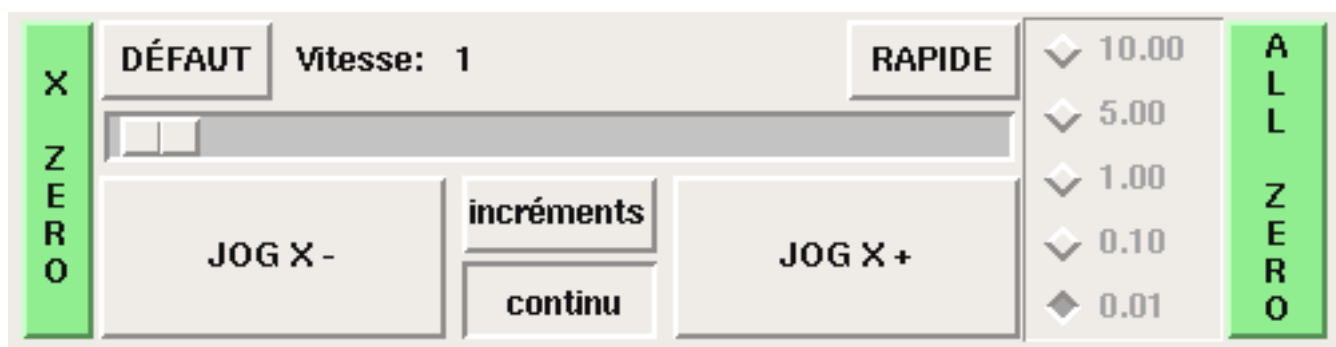 X ZERO
DÉFAUT Vitesse: 1 RAPIDE
JOG X -
incréments
continu
JOG X +
10.00
5.00
1.00
0.10
0.01
ALL ZERO